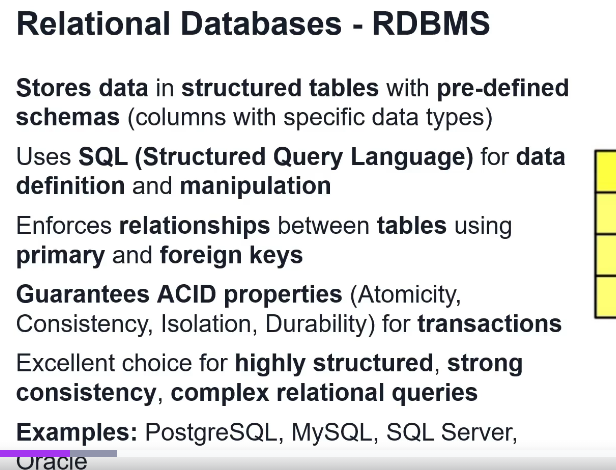 Relational Databases - RDBMS
Stores data in structured tables with pre-defined
schemas (columns with specific data types)
Uses SQL (Structured Query Language) for data
definition and manipulation
Enforces relationships between tables using
primary and foreign keys
Guarantees ACID properties (Atomicity,
Consistency, Isolation, Durability) for transactions
Excellent choice for highly structured, strong
consistency, complex relational queries
Examples: PostgreSQL, MySQL, SQL Server,
Oracle